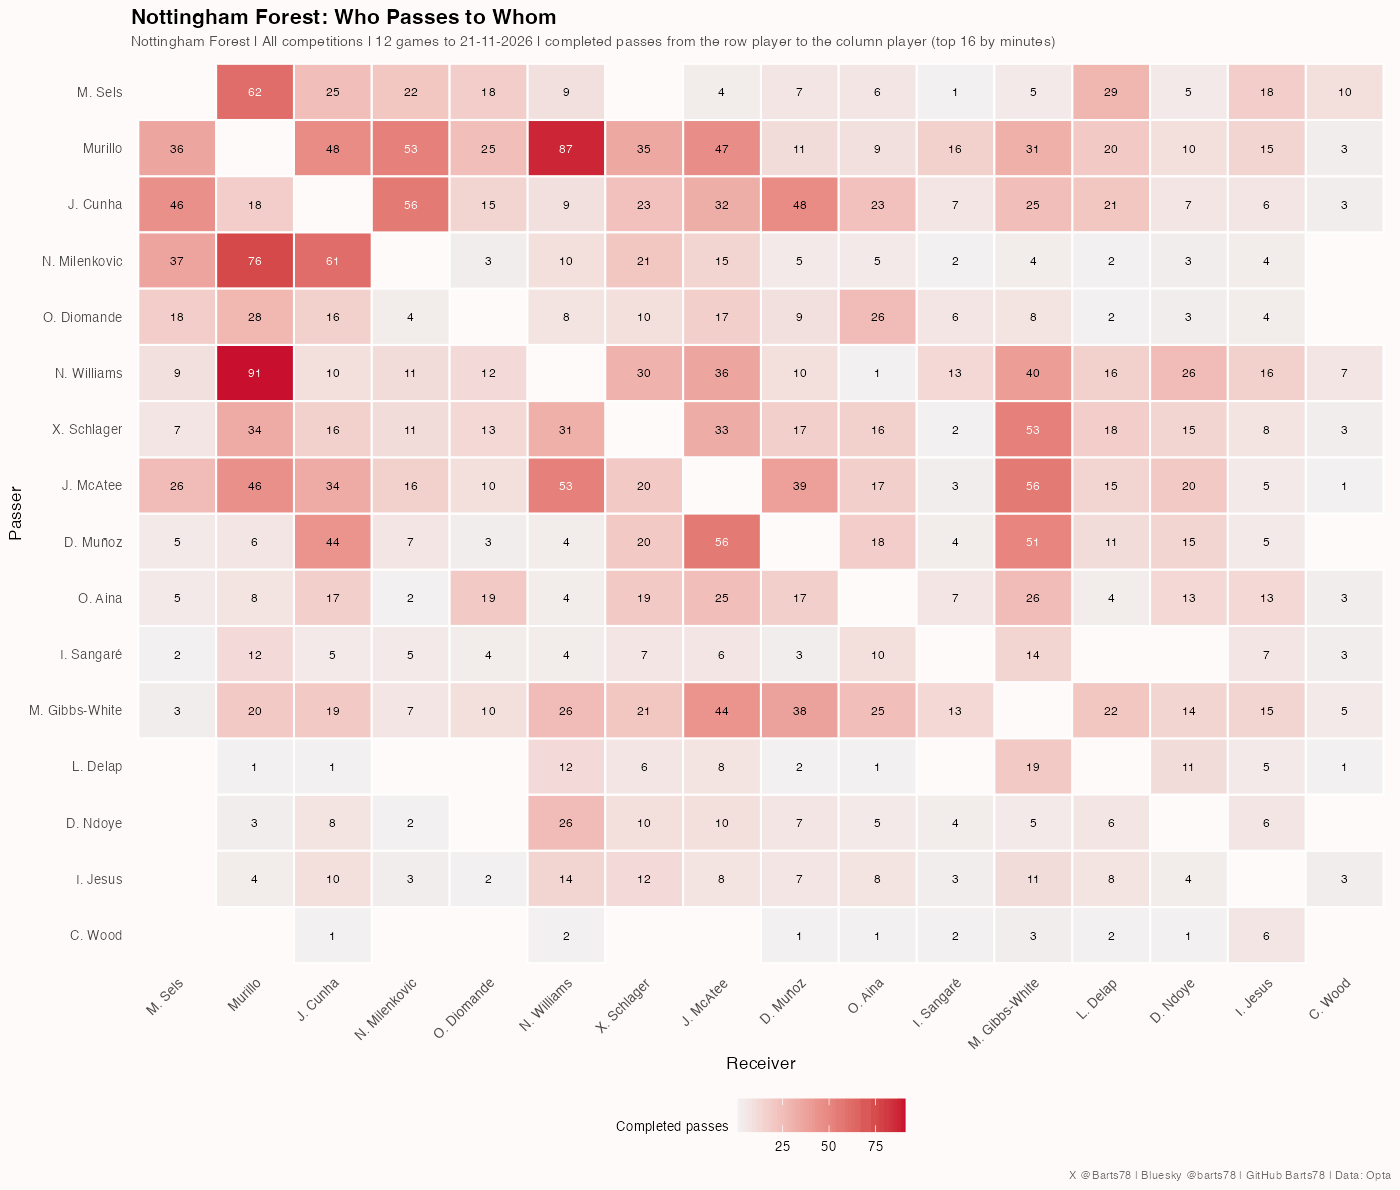 Nottingham Forest: Who Passes to Whom
Nottingham Forest | All competitions | 12 games to 21-11-2026 | completed passes from the row player to the column player (top 16 by minutes)
M. Sels 62 25 22 18 9 4 7 6 1 5 29 5 18 10
Murillo 36 48 53 25 87 35 47 11 9 16 31 20 10 15 3
J. Cunha 46 18 56 15 9 23 32 48 23 7 25 21 7 6 3
N. Milenkovic 37 76 61 3 10 21 15 5 5 2 4 2 3 4
O. Diomande 18 28 16 4 8 10 17 9 26 6 8 2 3 4
N. Williams 9 91 10 11 12 30 36 10 1 13 40 16 26 16 7
X. Schlager 7 34 16 11 13 31 33 17 16 2 53 18 15 8 3
J. McAtee 26 46 34 16 10 53 20 39 17 3 56 15 20 5 1
D. Muñoz 5 6 44 7 3 4 20 56 18 4 51 11 15 5
O. Aina 5 8 17 2 19 4 19 25 17 7 26 4 13 13 3
I. Sangaré 2 12 5 5 4 4 7 6 3 10 14 7 3
M. Gibbs-White 3 20 19 7 10 26 21 44 38 25 13 22 14 15 5
L. Delap 1 1 12 6 8 2 1 19 11 5 1
D. Ndoye 3 8 2 26 10 10 7 5 4 5 6 6
I. Jesus 4 10 3 2 14 12 8 7 8 3 11 8 4 3
C. Wood 1 2 1 1 2 3 2 1 6
Passer
M. Sels Murillo J. Cunha N. Milenkovic O. Diomande N. Williams X. Schlager J. McAtee D. Muñoz O. Aina I. Sangaré M. Gibbs-White L. Delap D. Ndoye I. Jesus C. Wood
Receiver
Completed passes
25 50 75
X @Barts78 | Bluesky @barts78 | GitHub Barts78 | Data: Opta